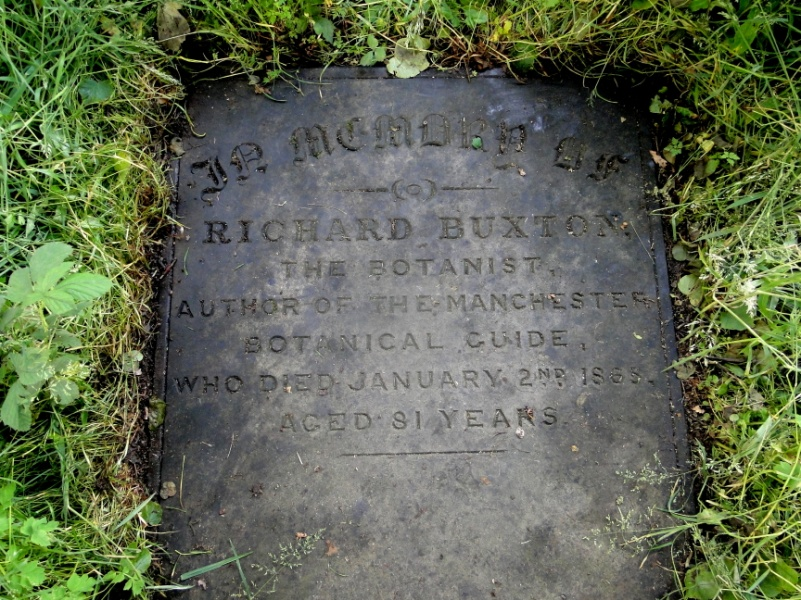 IN MEMORY OF
RICHARD BUXTON,
THE BOTANIST,
AUTHOR OF THE MANCHESTER
BOTANICAL GUIDE,
WHO DIED JANUARY 2ND 1865.
AGED 81 YEARS.